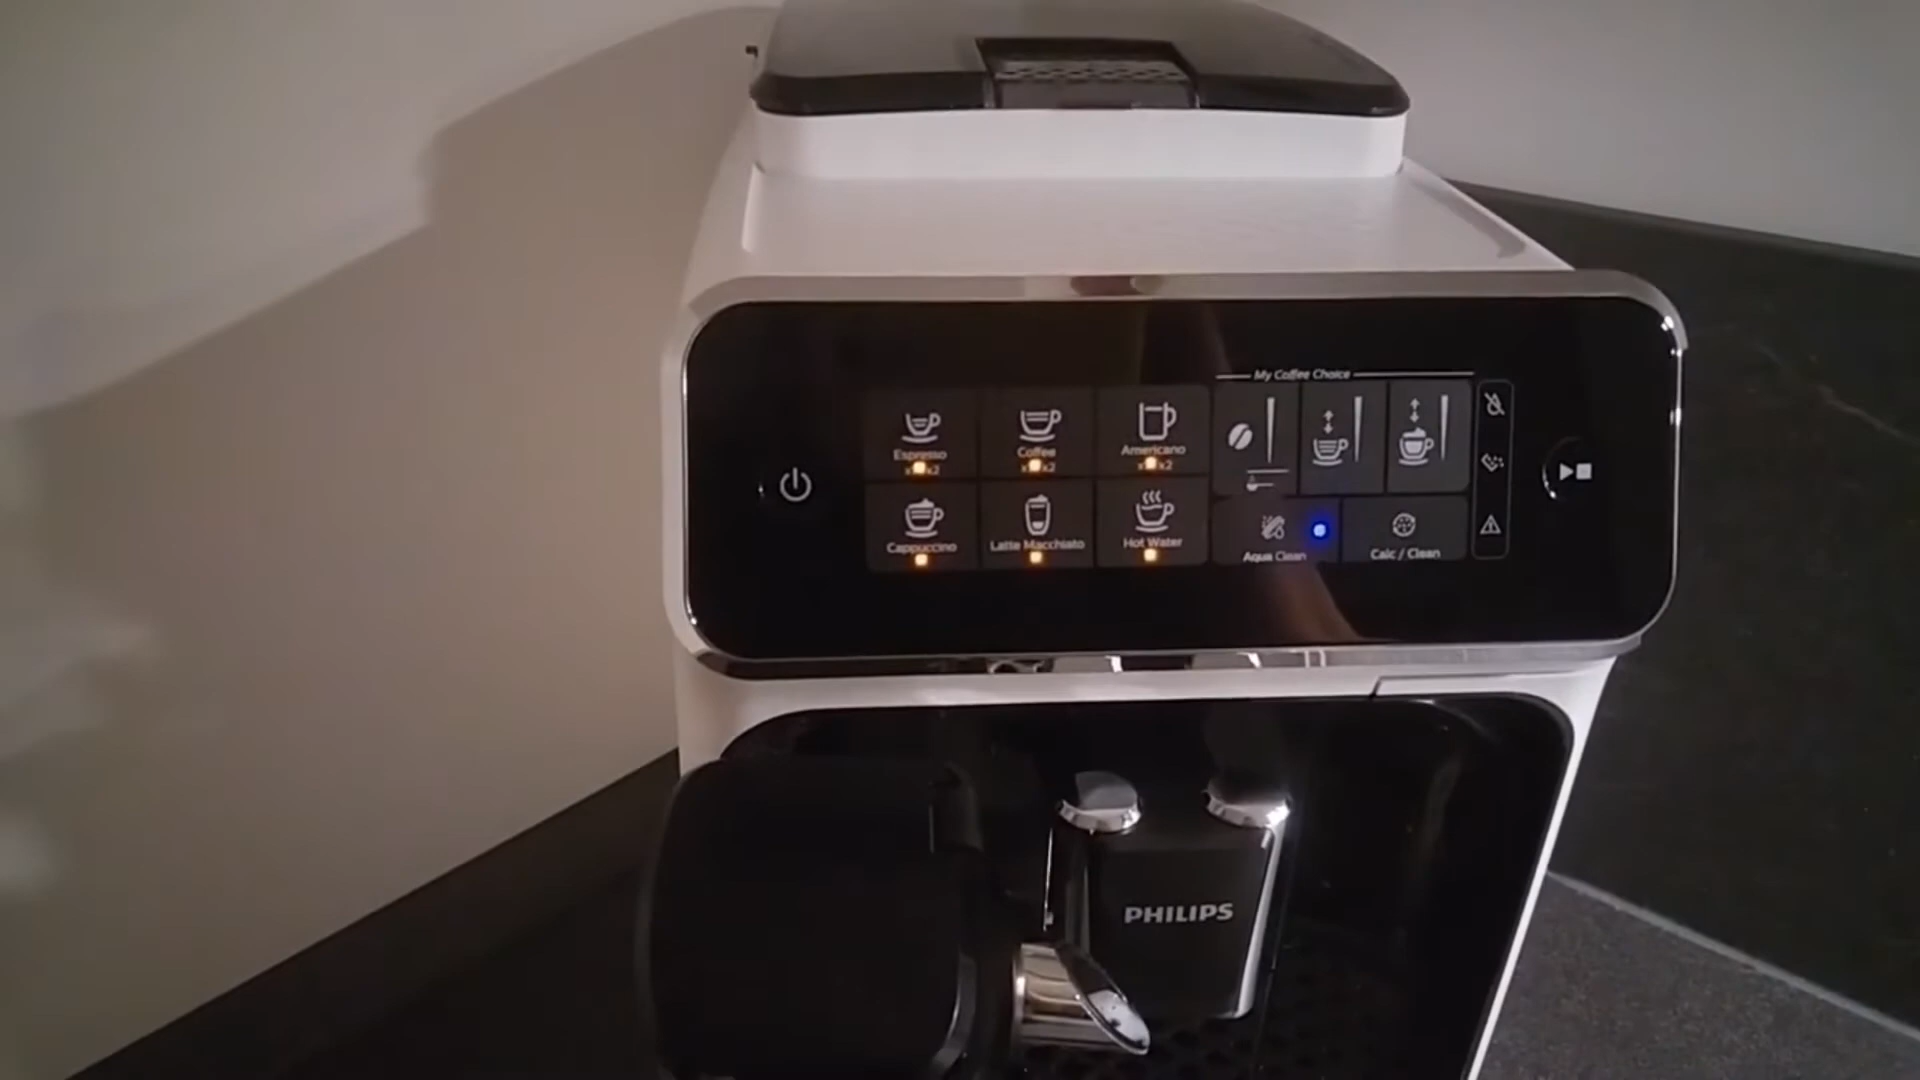 My Coffee Choice
Espresso
Coffee
Americano
x2
x2
x2
Cappuccino
Latte Macchiato
Hot Water
Aqua Clean
Calc / Clean
PHILIPS